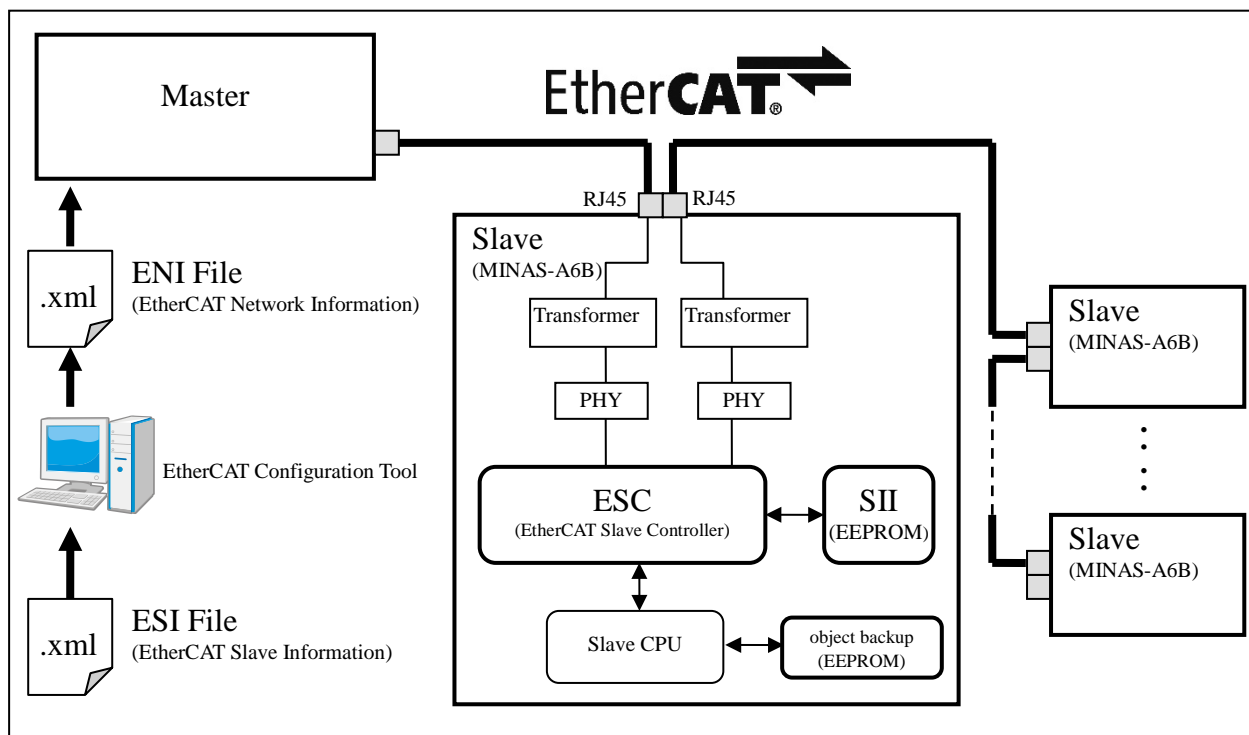 Master
EtherCAT®
RJ45
RJ45
.xml
ENI File
(EtherCAT Network Information)
EtherCAT Configuration Tool
.xml
ESI File
(EtherCAT Slave Information)
Slave
(MINAS-A6B)
Transformer
Transformer
PHY
PHY
ESC
(EtherCAT Slave Controller)
SII
(EEPROM)
Slave CPU
object backup
(EEPROM)
Slave
(MINAS-A6B)
Slave
(MINAS-A6B)